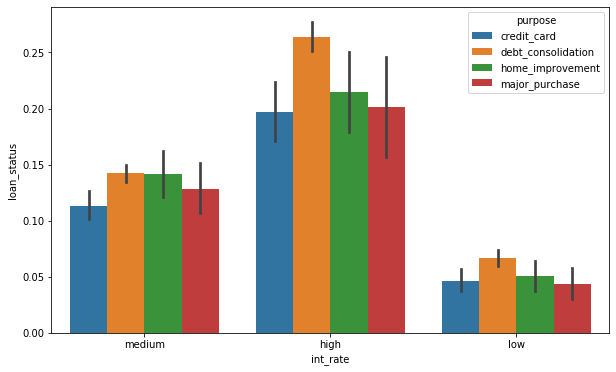 purpose
credit_card
debt_consolidation
home_improvement
major_purchase
loan_status
0.25
0.20
0.15
0.10
0.05
0.00
medium
high
low
int_rate